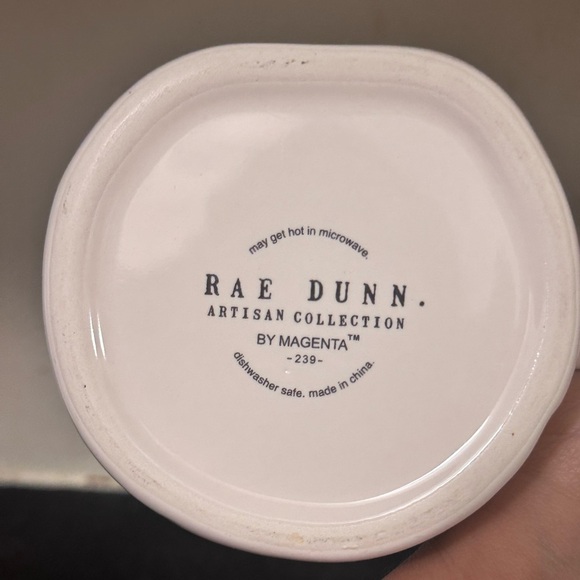 may get hot in microwave.
RAE DUNN.
ARTISAN COLLECTION
BY MAGENTA™
-239-
dishwasher safe. made in china.